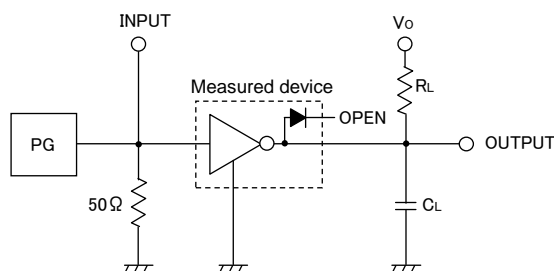 INPUT
Vo
Measured device
RL
OPEN
PG
OUTPUT
50Ω
CL